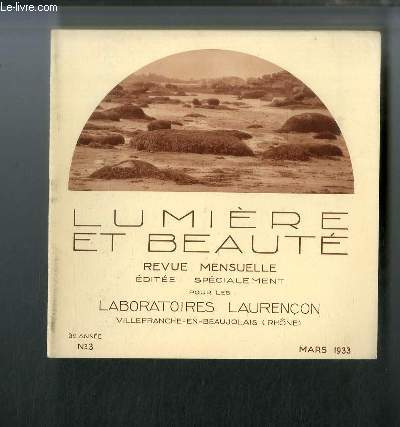 Le-livre.com
LUMIÈRE
ET BEAUTÉ
REVUE MENSUELLE
ÉDITÉE SPÉCIALEMENT
POUR LES
LABORATOIRES LAURENÇON
VILLEFRANCHE-EN-BEAUJOLAIS (RHÔNE)
3E ANNÉE
N°3
MARS 1933